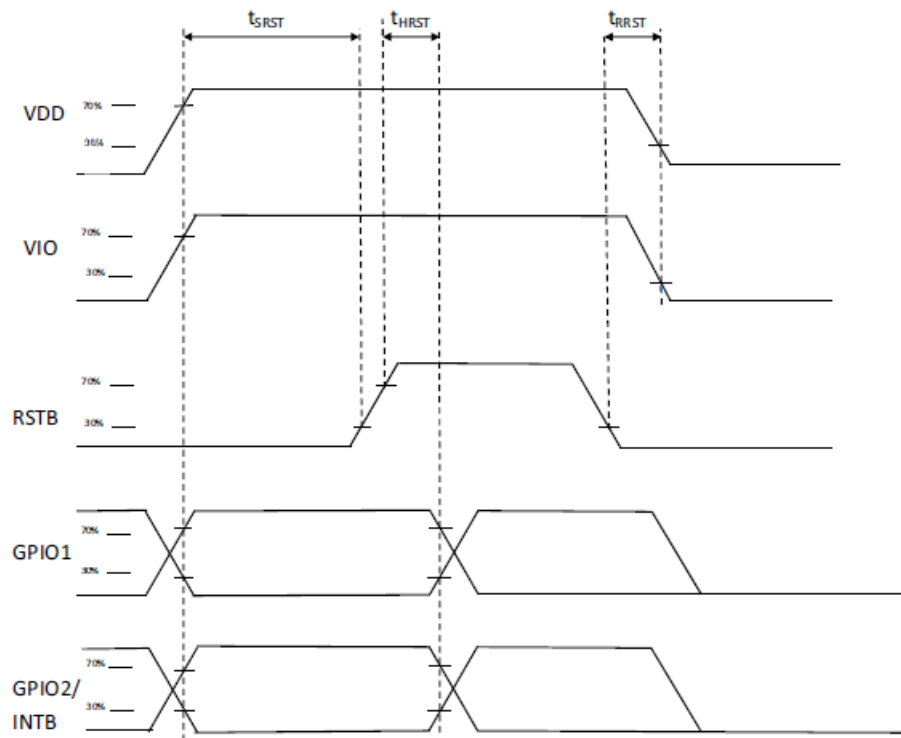 tSRST
tHRST
tRRST
VDD
70%
VIO
70%
30%
RSTB
70%
30%
GPIO1
70%
30%
GPIO2/
INTB
70%
30%